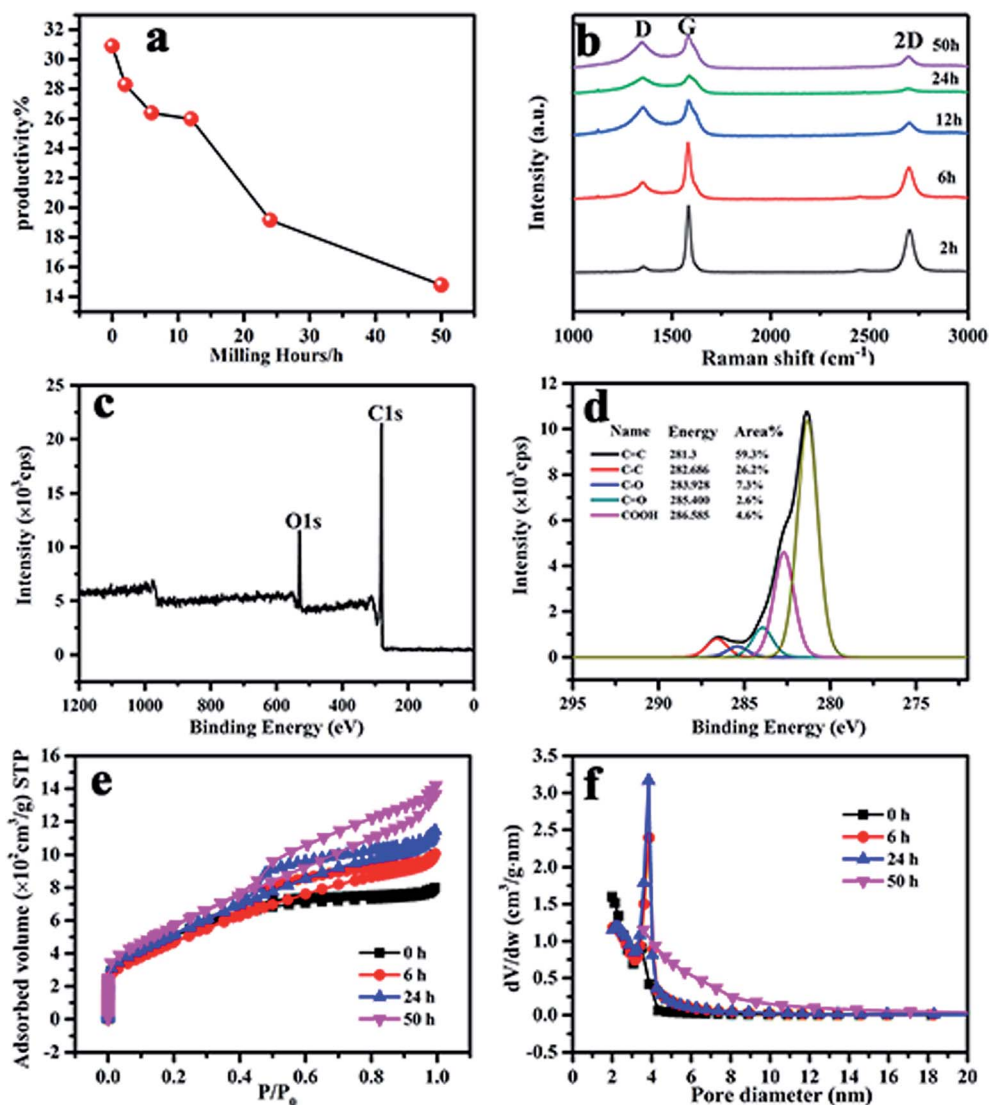 a
productivity%
32
30
28
26
24
22
20
18
16
14
0 10 20 30 40 50
Milling Hours/h
b
D G 2D
50h
24h
12h
6h
2h
Intensity (a.u.)
1000 1500 2000 2500 3000
Raman shift (cm⁻¹)
c
C1s
O1s
Intensity (×10³cps)
25
20
15
10
5
0
1200 1000 800 600 400 200 0
Binding Energy (eV)
d
Name Energy Area%
C=C 281.3 59.3%
C-C 282.686 26.2%
C-O 283.928 7.3%
C=O 285.400 2.6%
COOH 286.585 4.6%
Intensity (×10³cps)
12
10
8
6
4
2
0
295 290 285 280 275
Binding Energy (eV)
e
Adsorbed volume (×10²cm³/g) STP
16
14
12
10
8
6
4
2
0
0 h
6 h
24 h
50 h
0.0 0.2 0.4 0.6 0.8 1.0
P/P₀
f
dV/dw (cm³/g·nm)
3.5
3.0
2.5
2.0
1.5
1.0
0.5
0.0
-0.5
0 h
6 h
24 h
50 h
0 2 4 6 8 10 12 14 16 18 20
Pore diameter (nm)